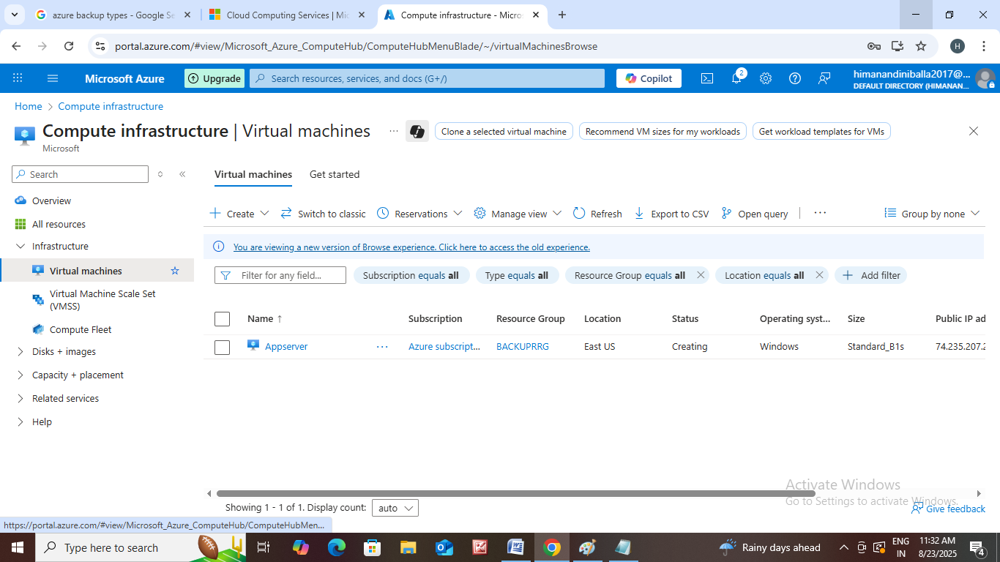 azure backup types - Google Se
Cloud Computing Services | Mic
Compute infrastructure - Micros
portal.azure.com/#view/Microsoft_Azure_ComputeHub/ComputeHubMenuBlade/~/virtualMachinesBrowse
H
Microsoft Azure
Upgrade
Search resources, services, and docs (G+/)
Copilot
2
himanandiniballa2017@...
DEFAULT DIRECTORY (HIMANAN...
Home > Compute infrastructure
Compute infrastructure | Virtual machines
...
Clone a selected virtual machine
Recommend VM sizes for my workloads
Get workload templates for VMs
Microsoft
Search
Overview
All resources
Infrastructure
Virtual machines
Virtual Machine Scale Set
(VMSS)
Compute Fleet
Disks + images
Capacity + placement
Related services
Help
Virtual machines
Get started
Create
Switch to classic
Reservations
Manage view
Refresh
Export to CSV
Open query
...
Group by none
You are viewing a new version of Browse experience. Click here to access the old experience.
Filter for any field...
Subscription equals all
Type equals all
Resource Group equals all
Location equals all
Add filter
Name ↑ Subscription Resource Group Location Status Operating syst... Size Public IP ad
Appserver ... Azure subscript... BACKUPRRG East US Creating Windows Standard_B1s 74.235.207.2
Showing 1 - 1 of 1. Display count: auto
Activate Windows
Go to Settings to activate Windows.
Give feedback
https://portal.azure.com/#view/Microsoft_Azure_ComputeHub/ComputeHubMen...
Type here to search
Rainy days ahead
ENG
IN
11:32 AM
8/23/2025
4